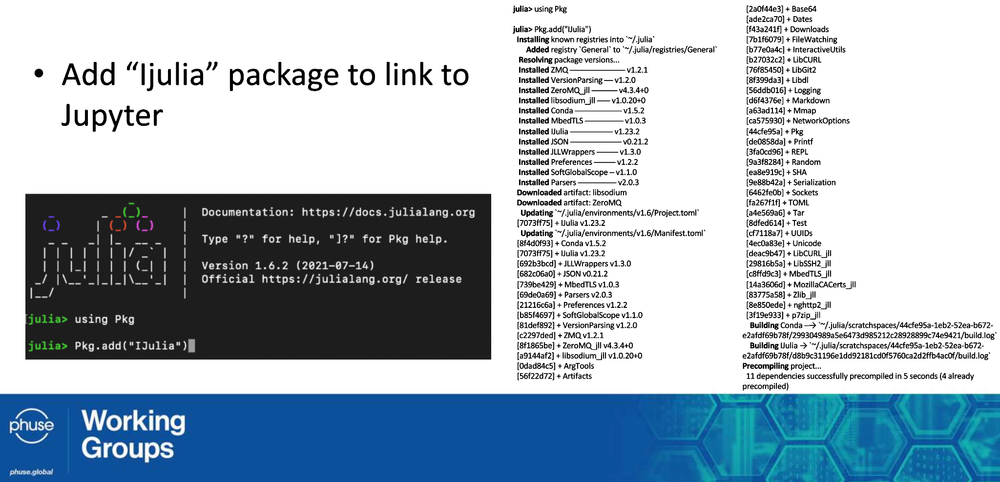 • Add “Ijulia” package to link to
Jupyter
Documentation: https://docs.julialang.org
Type "?" for help, "]?" for Pkg help.
Version 1.6.2 (2021-07-14)
Official https://julialang.org/ release
julia> using Pkg
julia> Pkg.add("IJulia")
julia> using Pkg
julia> Pkg.add("IJulia")
Installing known registries into `~/.julia`
Added registry `General` to `~/.julia/registries/General`
Resolving package versions...
Installed ZMQ ────────── v1.2.1
Installed VersionParsing ── v1.2.0
Installed ZeroMQ_jll ───── v4.3.4+0
Installed libsodium_jll ─── v1.0.20+0
Installed Conda ───────── v1.5.2
Installed MbedTLS ─────── v1.0.3
Installed IJulia ──────── v1.23.2
Installed JSON ───────── v0.21.2
Installed JLLWrappers ───── v1.3.0
Installed Preferences ──── v1.2.2
Installed SoftGlobalScope ─ v1.1.0
Installed Parsers ─────── v2.0.3
Downloaded artifact: libsodium
Downloaded artifact: ZeroMQ
Updating `~/.julia/environments/v1.6/Project.toml`
[7073ff75] + IJulia v1.23.2
Updating `~/.julia/environments/v1.6/Manifest.toml`
[8f4d0f93] + Conda v1.5.2
[7073ff75] + IJulia v1.23.2
[692b3bcd] + JLLWrappers v1.3.0
[682c06a0] + JSON v0.21.2
[739be429] + MbedTLS v1.0.3
[69de0a69] + Parsers v2.0.3
[21216c6a] + Preferences v1.2.2
[b85f4697] + SoftGlobalScope v1.1.0
[81def892] + VersionParsing v1.2.0
[c2297ded] + ZMQ v1.2.1
[8f1865be] + ZeroMQ_jll v4.3.4+0
[a9144af2] + libsodium_jll v1.0.20+0
[0dad84c5] + ArgTools
[56f22d72] + Artifacts
[2a0f44e3] + Base64
[ade2ca70] + Dates
[f43a241f] + Downloads
[7b1f6079] + FileWatching
[b77e0a4c] + InteractiveUtils
[b27032c2] + LibCURL
[76f85450] + LibGit2
[8f399da3] + Libdl
[56ddb016] + Logging
[d6f4376e] + Markdown
[a63ad114] + Mmap
[ca575930] + NetworkOptions
[44cfe95a] + Pkg
[de0858da] + Printf
[3fa0cd96] + REPL
[9a3f8284] + Random
[ea8e919c] + SHA
[9e88b42a] + Serialization
[6462fe0b] + Sockets
[fa267f1f] + TOML
[a4e569a6] + Tar
[8dfed614] + Test
[cf7118a7] + UUIDs
[4ec0a83e] + Unicode
[deac9b47] + LibCURL_jll
[29816b5a] + LibSSH2_jll
[c8ffd9c3] + MbedTLS_jll
[14a3606d] + MozillaCACerts_jll
[83775a58] + Zlib_jll
[8e850ede] + nghttp2_jll
[3f19e933] + p7zip_jll
Building Conda ─→ `~/.julia/scratchspaces/44cfe95a-1eb2-52ea-b672-
e2afdf69b78f/299304989a5e6473d985212c28928899c74e9421/build.log`
Building IJulia → `~/.julia/scratchspaces/44cfe95a-1eb2-52ea-b672-
e2afdf69b78f/d8b9c31196e1dd92181cd0f5760ca2d2ffb4ac0f/build.log`
Precompiling project...
11 dependencies successfully precompiled in 5 seconds (4 already
precompiled)
phuse
Working
Groups
phuse.global